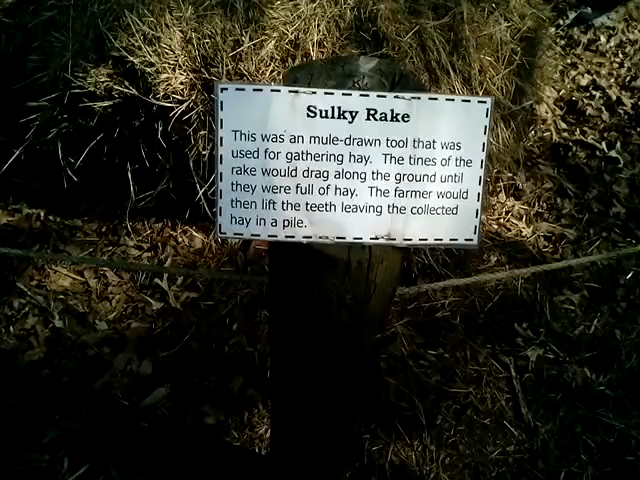 Sulky Rake
This was an mule-drawn tool that was
used for gathering hay. The tines of the
rake would drag along the ground until
they were full of hay. The farmer would
then lift the teeth leaving the collected
hay in a pile.